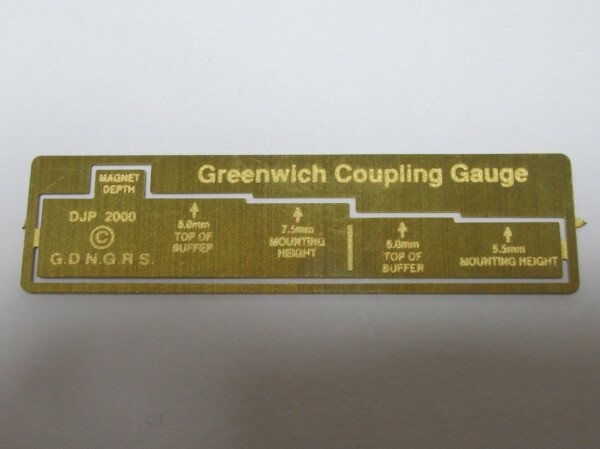 Greenwich Coupling Gauge
MAGNET
DEPTH
DJP 2000
©
G.D.N.G.R.S.
8.0mm
TOP OF
BUFFER
7.5mm
MOUNTING
HEIGHT
6.0mm
TOP OF
BUFFER
5.5mm
MOUNTING HEIGHT